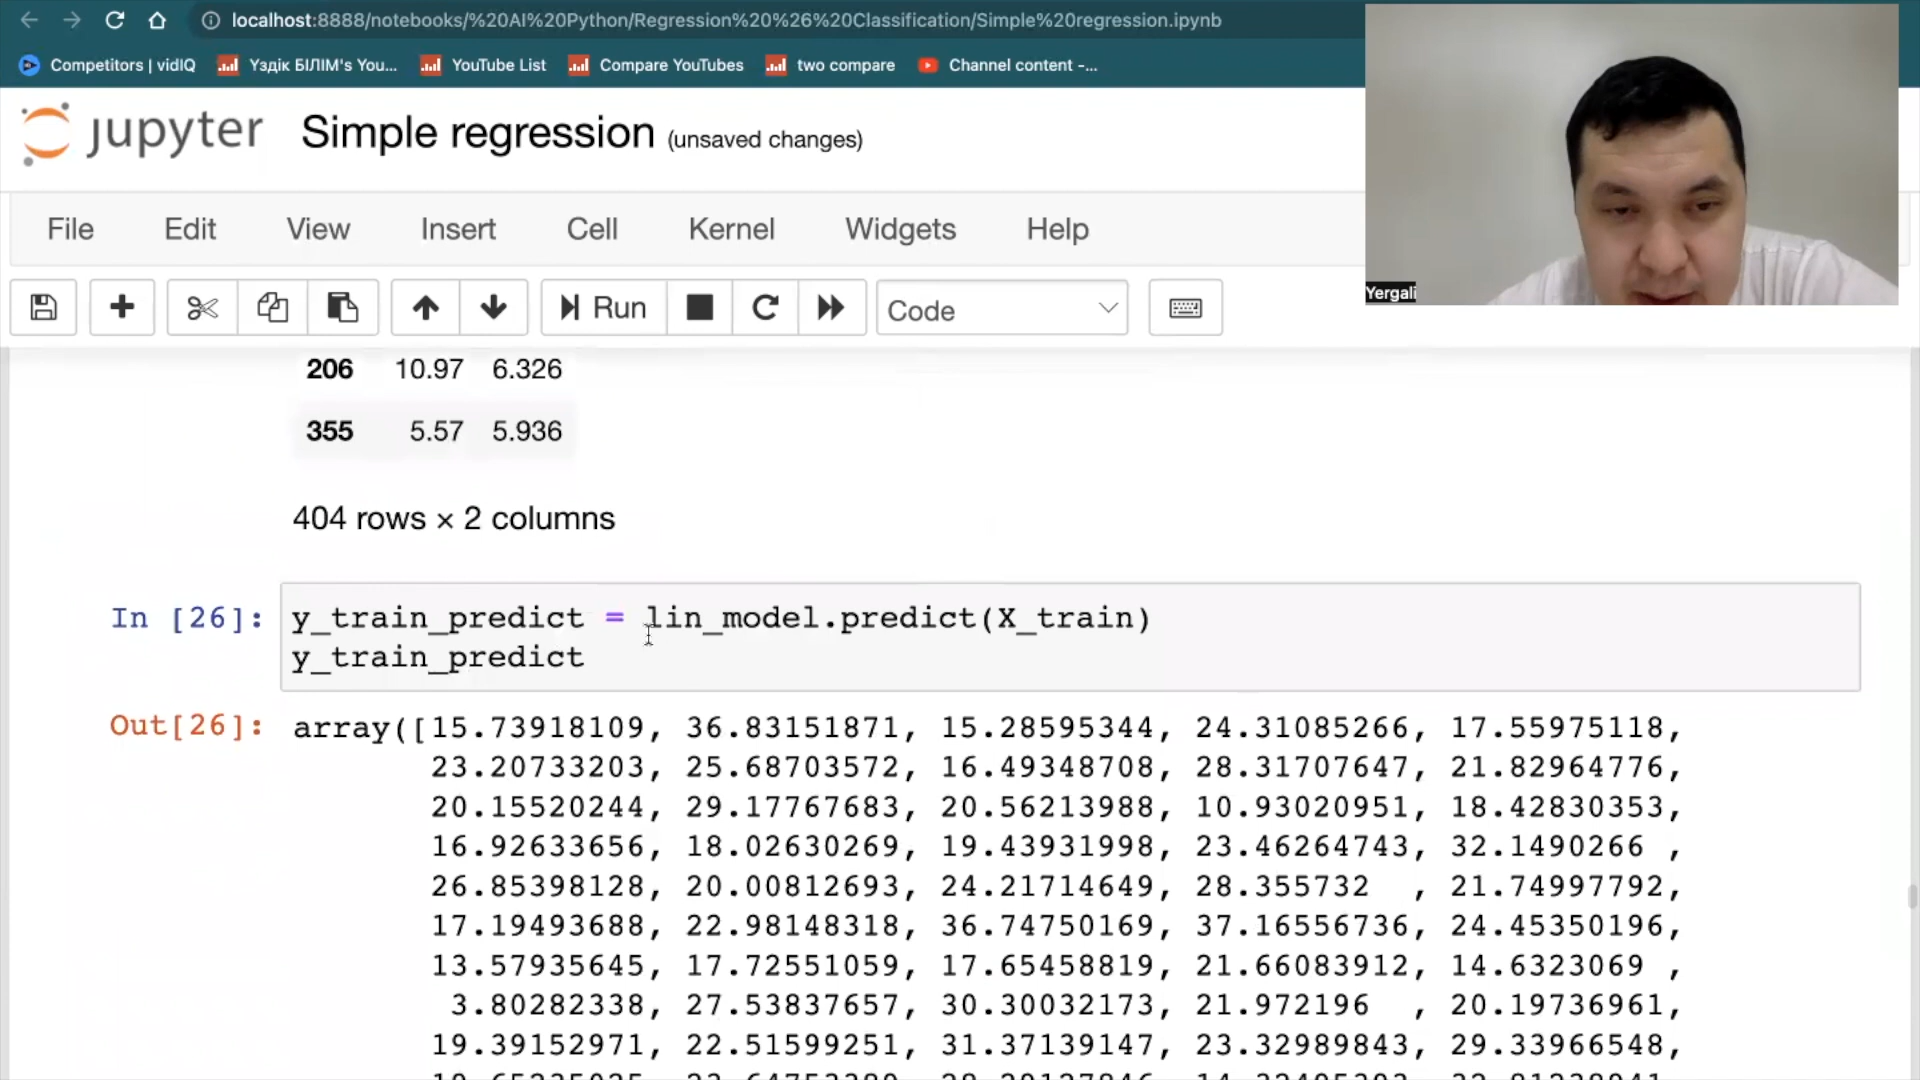 localhost:8888/notebooks/%20AI%20Python/Regression%20%26%20Classification/Simple%20regression.ipynb
Competitors | vidIQ Үздік БІЛІМ's You... YouTube List Compare YouTubes two compare Channel content -...
jupyter Simple regression (unsaved changes)
File Edit View Insert Cell Kernel Widgets Help
Run Code
Yergali
206 10.97 6.326
355 5.57 5.936
404 rows × 2 columns
In [26]: y_train_predict = lin_model.predict(X_train)
y_train_predict
Out[26]: array([15.73918109, 36.83151871, 15.28595344, 24.31085266, 17.55975118,
23.20733203, 25.68703572, 16.49348708, 28.31707647, 21.82964776,
20.15520244, 29.17767683, 20.56213988, 10.93020951, 18.42830353,
16.92633656, 18.02630269, 19.43931998, 23.46264743, 32.1490266 ,
26.85398128, 20.00812693, 24.21714649, 28.355732 , 21.74997792,
17.19493688, 22.98148318, 36.74750169, 37.16556736, 24.45350196,
13.57935645, 17.72551059, 17.65458819, 21.66083912, 14.6323069 ,
3.80282338, 27.53837657, 30.30032173, 21.972196 , 20.19736961,
19.39152971, 22.51599251, 31.37139147, 23.32989843, 29.33966548,